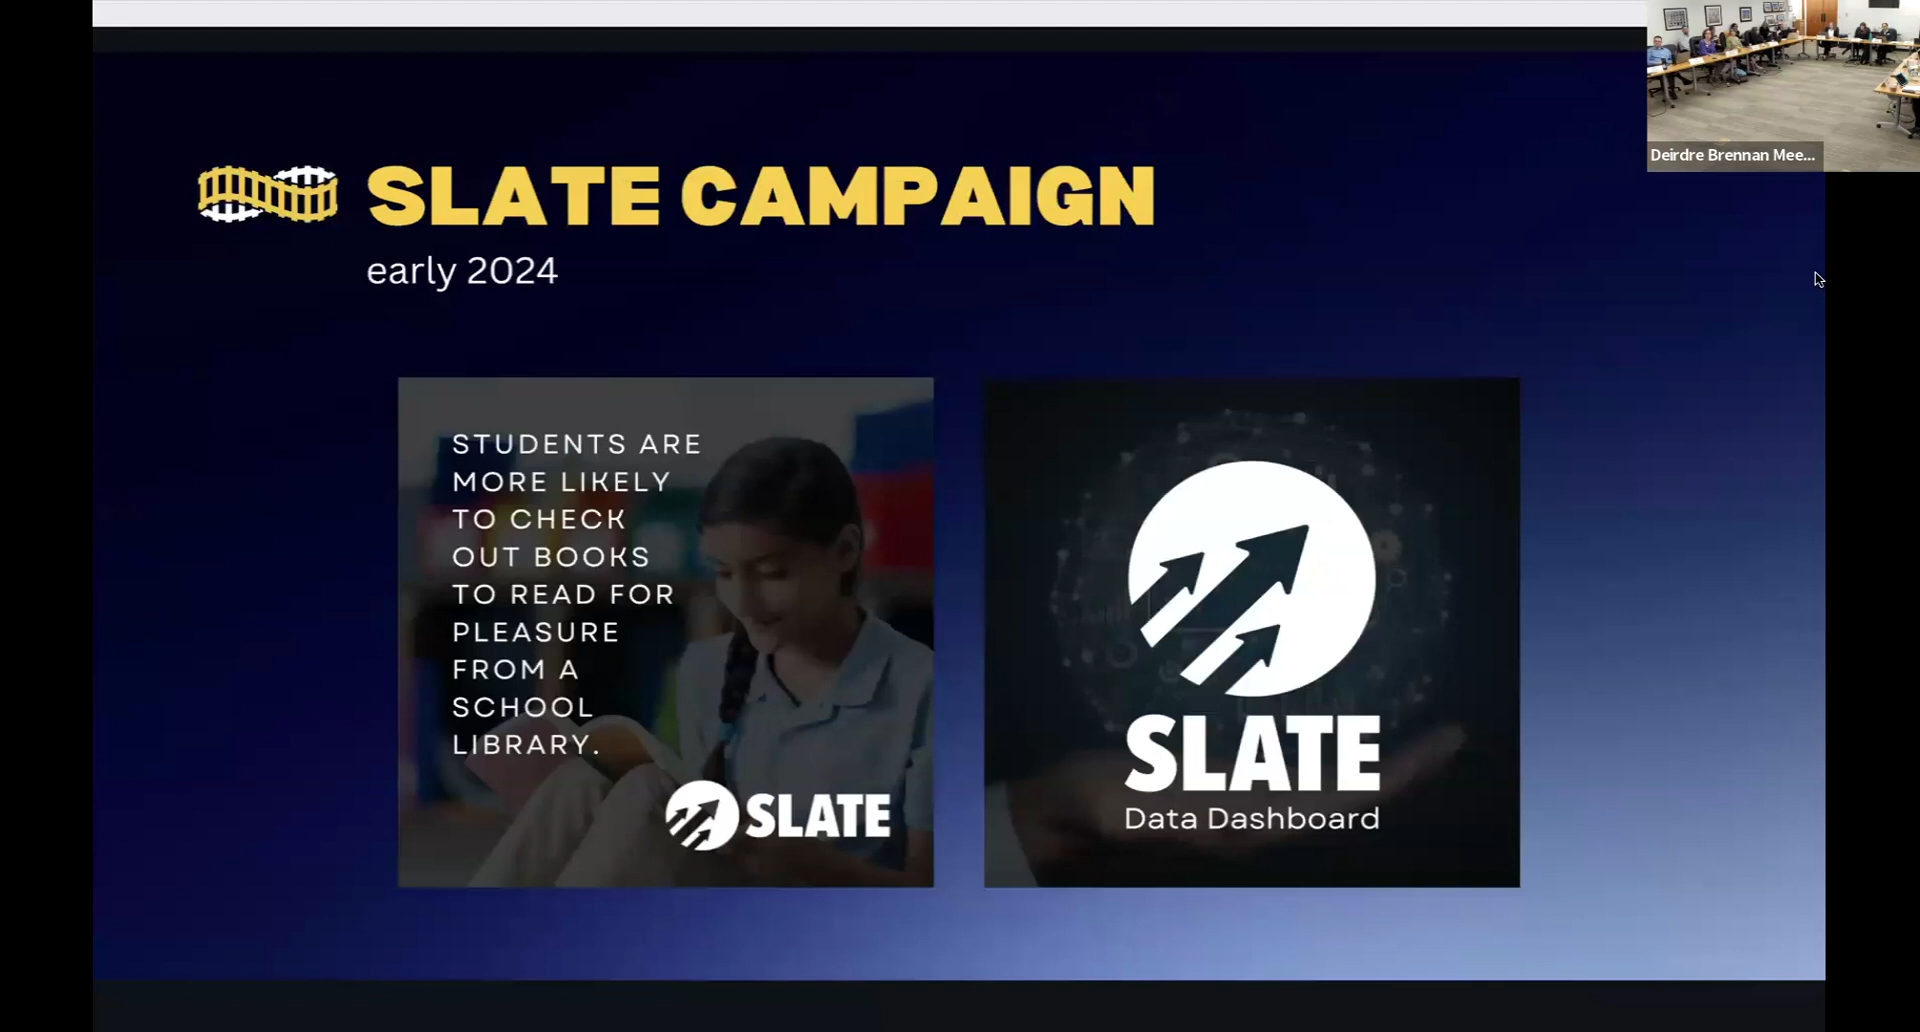 Deirdre Brennan Mee...
SLATE CAMPAIGN
early 2024
STUDENTS ARE
MORE LIKELY
TO CHECK
OUT BOOKS
TO READ FOR
PLEASURE
FROM A
SCHOOL
LIBRARY.
SLATE
SLATE
Data Dashboard